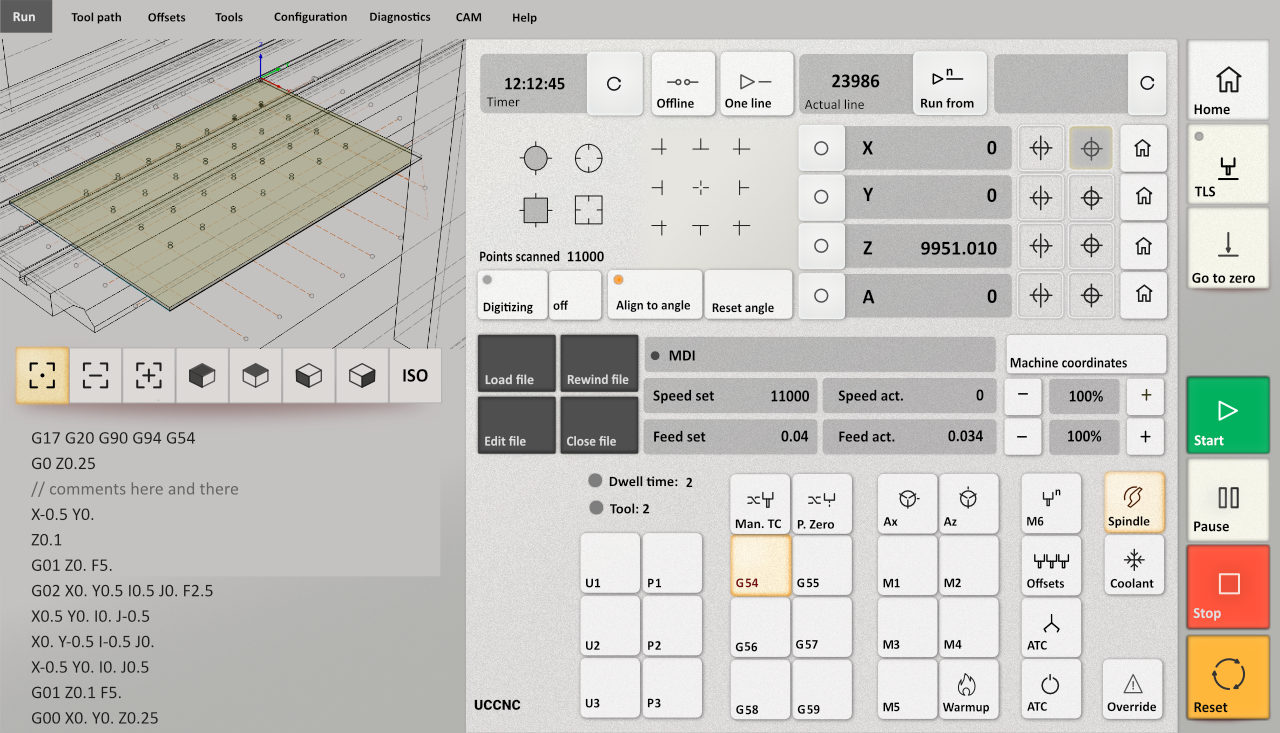 Run Tool path Offsets Tools Configuration Diagnostics CAM Help
12:12:45
Timer
Offline
One line
23986
Actual line
n
Run from
Home
X 0
Y 0
Z 9951.010
A 0
TLS
Go to zero
Points scanned 11000
Digitizing
off
Align to angle
Reset angle
Load file
Rewind file
Edit file
Close file
MDI
Machine coordinates
Speed set 11000
Speed act. 0
− 100% +
Feed set 0.04
Feed act. 0.034
− 100% +
Start
Pause
Stop
Reset
ISO
G17 G20 G90 G94 G54
G0 Z0.25
// comments here and there
X-0.5 Y0.
Z0.1
G01 Z0. F5.
G02 X0. Y0.5 I0.5 J0. F2.5
X0.5 Y0. I0. J-0.5
X0. Y-0.5 I-0.5 J0.
X-0.5 Y0. I0. J0.5
G01 Z0.1 F5.
G00 X0. Y0. Z0.25
Dwell time: 2
Tool: 2
Man. TC
P. Zero
Ax
Az
n
M6
Spindle
U1
P1
G54
G55
M1
M2
Offsets
Coolant
U2
P2
G56
G57
M3
M4
ATC
U3
P3
G58
G59
M5
Warmup
ATC
Override
UCCNC